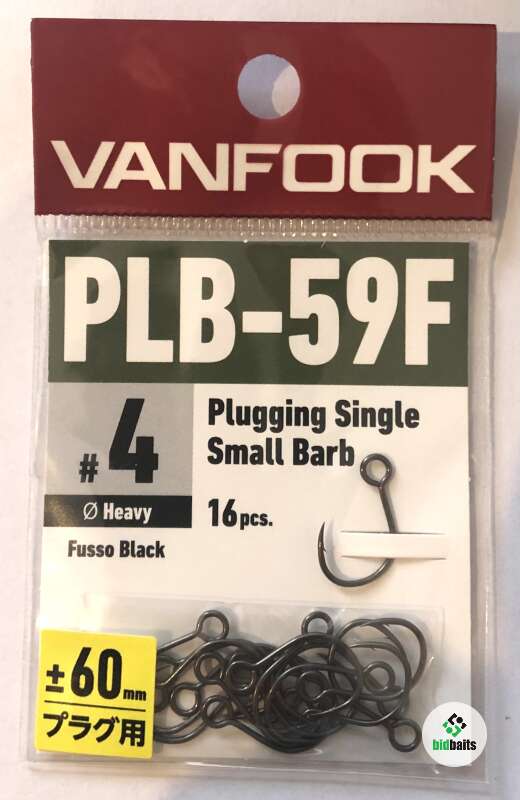 VANFOOK
PLB-59F
#4
Ø Heavy
Fusso Black
Plugging Single
Small Barb
16pcs.
±60mm
プラグ用
bidbaits